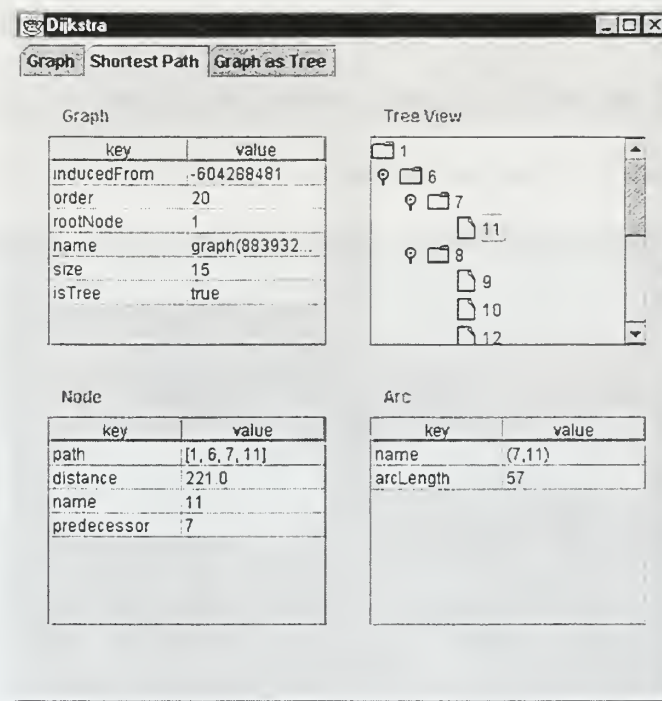 Dijkstra
Graph Shortest Path Graph as Tree
Graph
key value
inducedFrom -604268481
order 20
rootNode 1
name graph(883932...
size 15
isTree true
Tree View
1
6
7
11
8
9
10
12
Node
key value
path [1, 6, 7, 11]
distance 221.0
name 11
predecessor 7
Arc
key value
name (7,11)
arcLength 57